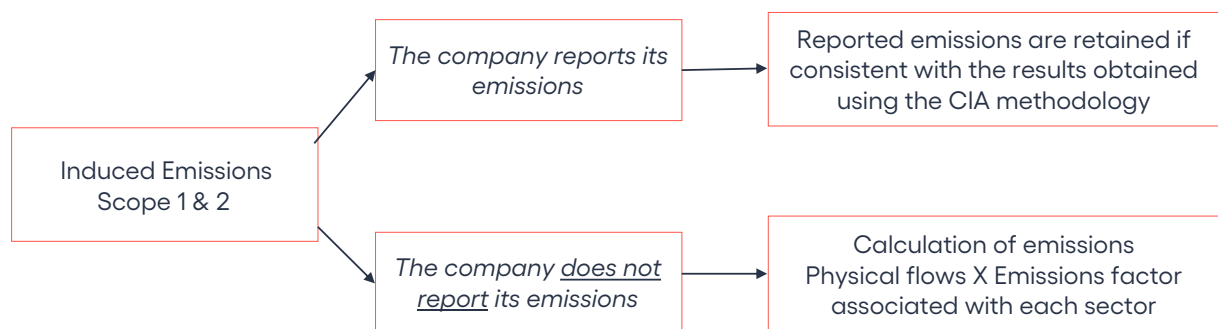 Induced Emissions
Scope 1 & 2
The company reports its
emissions
Reported emissions are retained if
consistent with the results obtained
using the CIA methodology
The company does not
report its emissions
Calculation of emissions
Physical flows X Emissions factor
associated with each sector